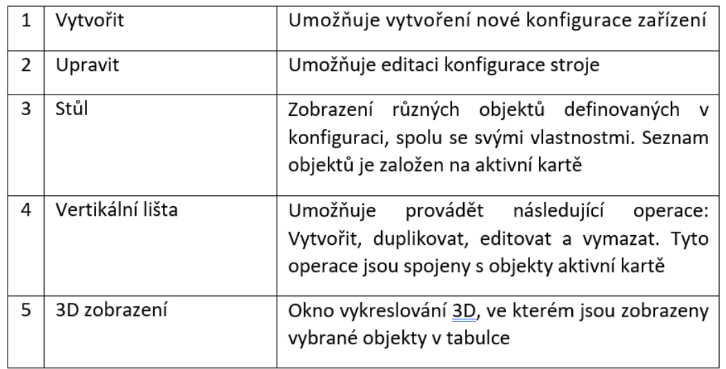 1 Vytvořit Umožňuje vytvoření nové konfigurace zařízení
2 Upravit Umožňuje editaci konfigurace stroje
3 Stůl Zobrazení různých objektů definovaných v
konfiguraci, spolu se svými vlastnostmi. Seznam
objektů je založen na aktivní kartě
4 Vertikální lišta Umožňuje provádět následující operace:
Vytvořit, duplikovat, editovat a vymazat. Tyto
operace jsou spojeny s objekty aktivní kartě
5 3D zobrazení Okno vykreslování 3D, ve kterém jsou zobrazeny
vybrané objekty v tabulce